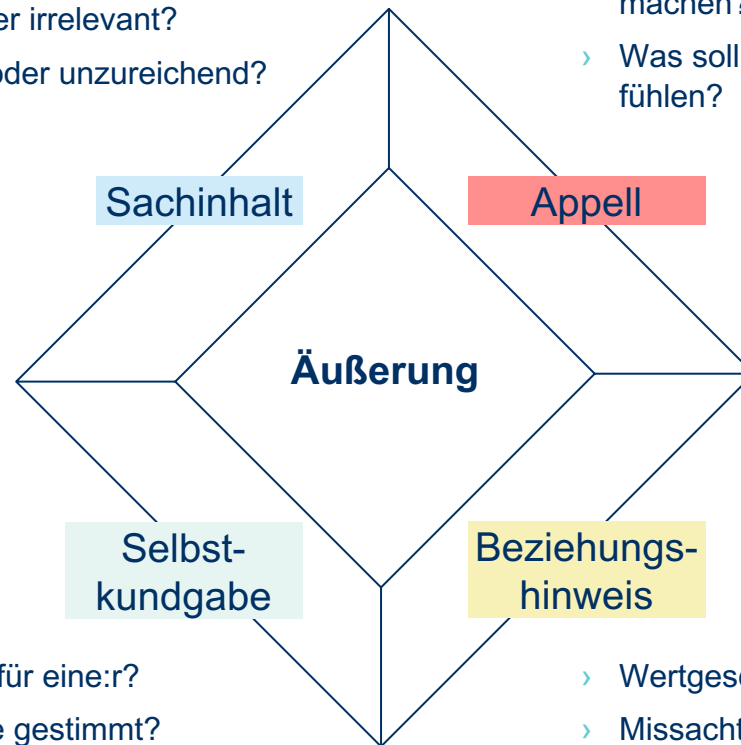 er irrelevant?
oder unzureichend?
machen?
› Was soll
fühlen?
Sachinhalt
Appell
Äußerung
Selbst-
kundgabe
Beziehungs-
hinweis
für eine:r?
e gestimmt?
› Wertges
› Missacht